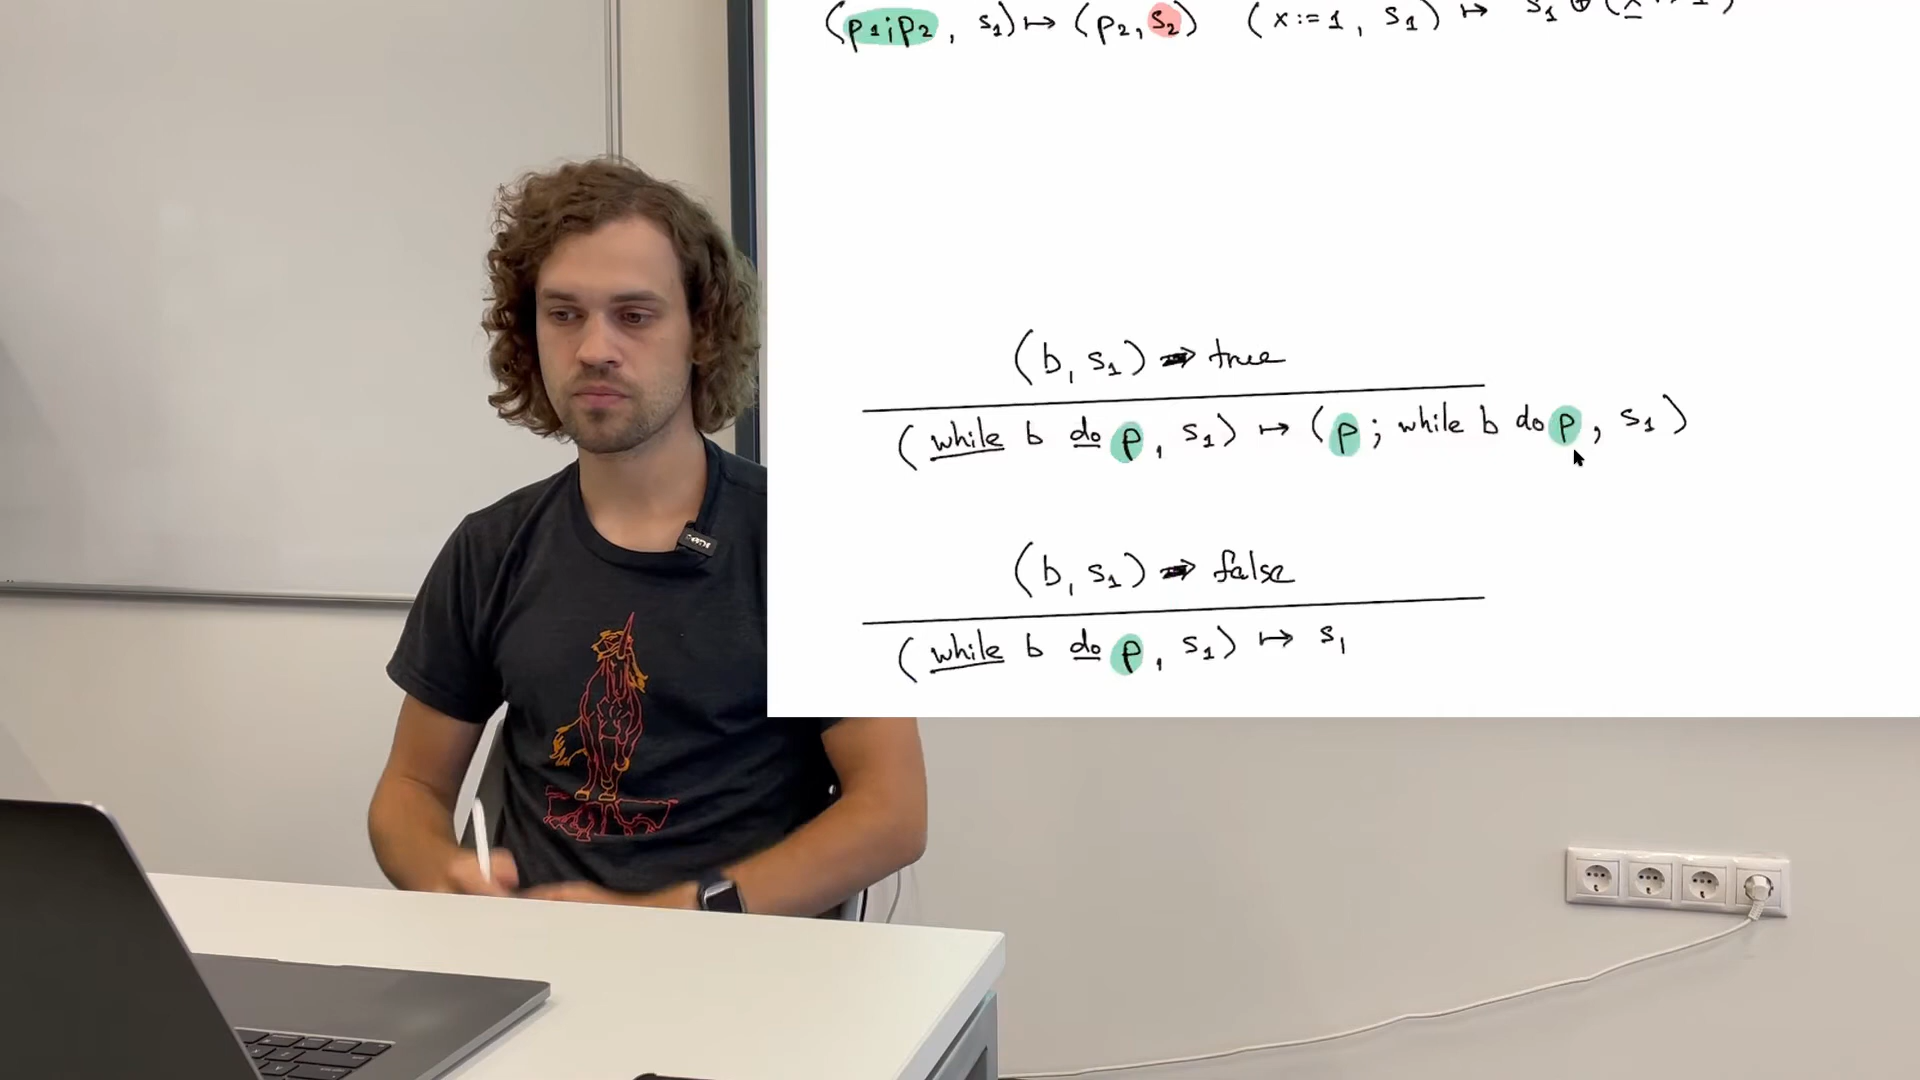 (p1;p2, s1) ↦ (p2, s2) (x:=1, s1) ↦ s1 ⊕ (x
(b, s1) ⇒ true
(while b do p, s1) ↦ (p; while b do p, s1)
(b, s1) ⇒ false
(while b do p, s1) ↦ s1